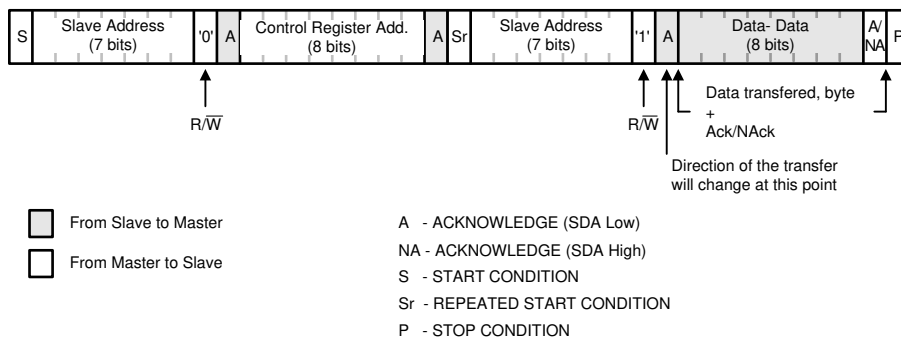 S Slave Address (7 bits) '0' A Control Register Add. (8 bits) A Sr Slave Address (7 bits) '1' A Data- Data (8 bits) A/NA P
R/W̅
R/W̅
Data transfered, byte
+
Ack/NAck
Direction of the transfer
will change at this point
From Slave to Master
From Master to Slave
A - ACKNOWLEDGE (SDA Low)
NA - ACKNOWLEDGE (SDA High)
S - START CONDITION
Sr - REPEATED START CONDITION
P - STOP CONDITION